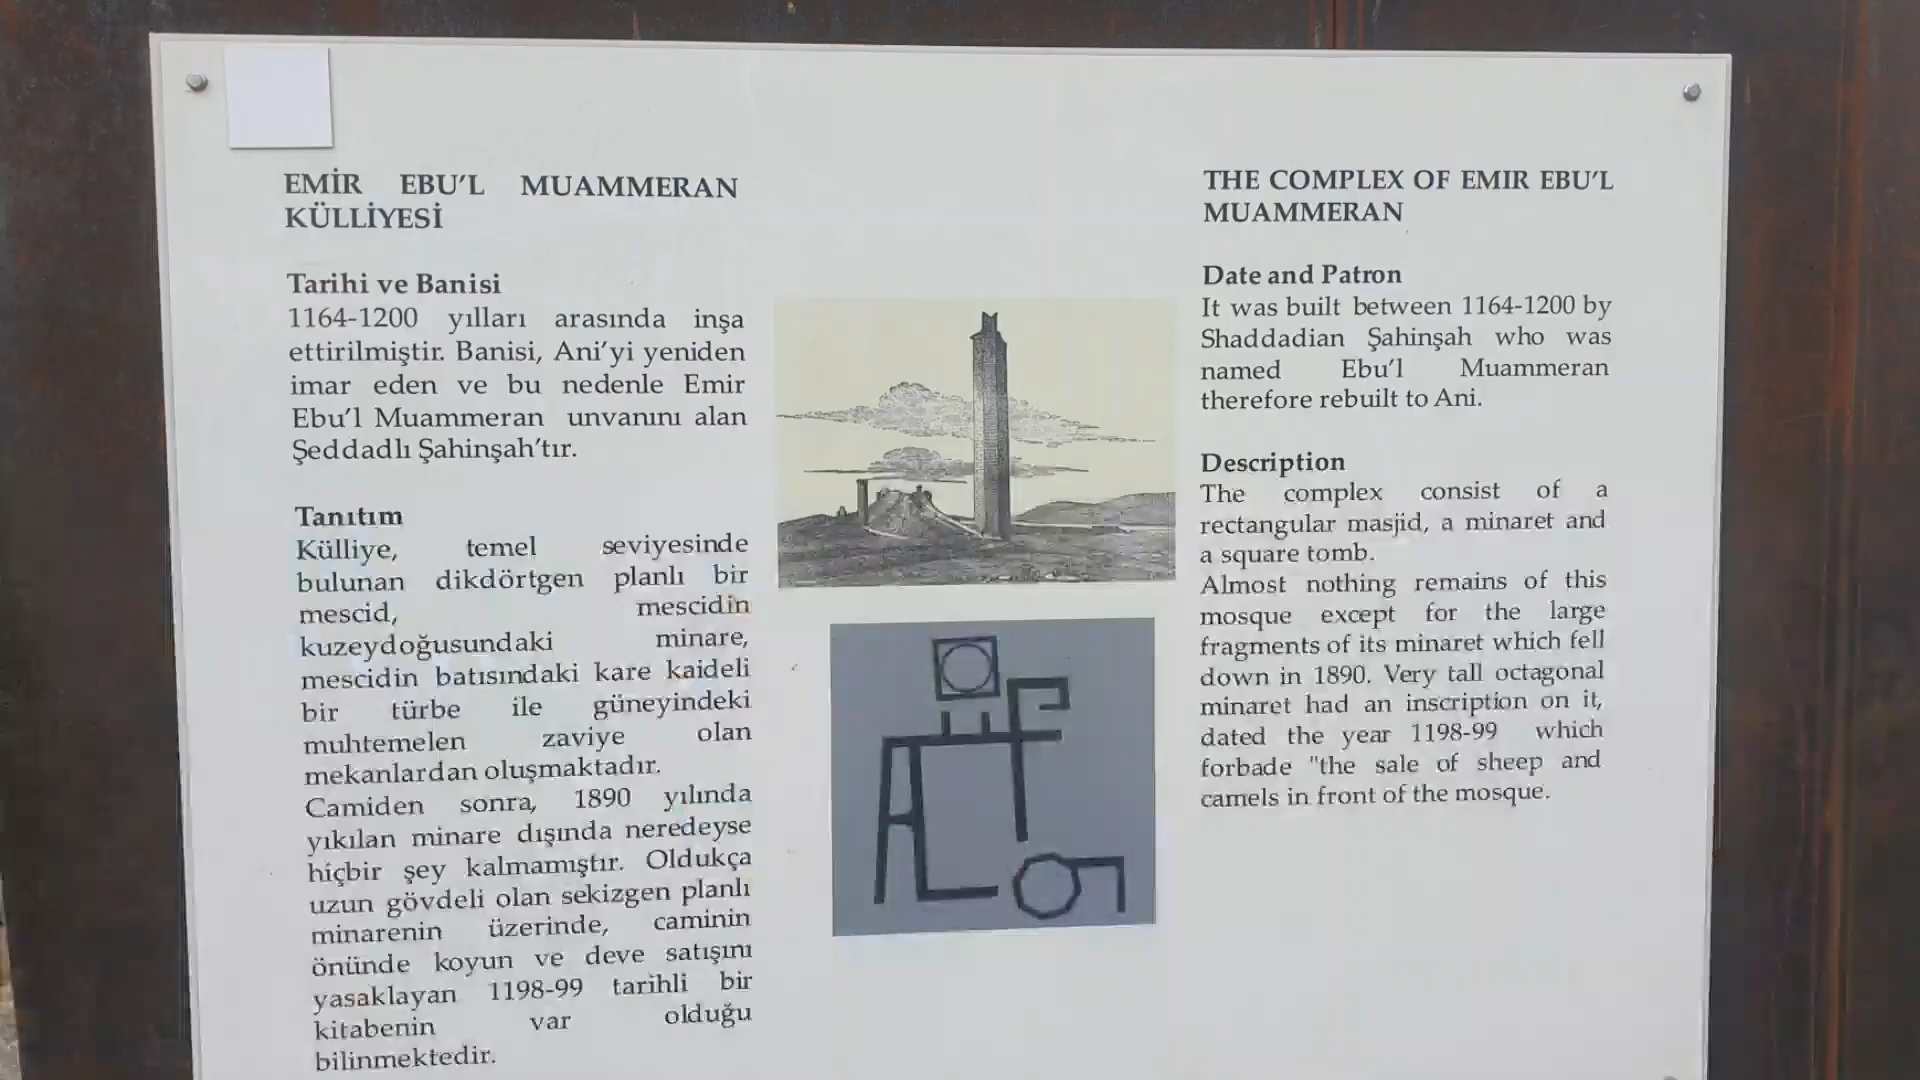 EMİR EBU'L MUAMMERAN
KÜLLİYESİ
Tarihi ve Banisi
1164-1200 yılları arasında inşa
ettirilmiştir. Banisi, Ani'yi yeniden
imar eden ve bu nedenle Emir
Ebu'l Muammeran unvanını alan
Şeddadlı Şahinşah'tır.
Tanıtım
Külliye, temel seviyesinde
bulunan dikdörtgen planlı bir
mescid, mescidin
kuzeydoğusundaki minare,
mescidin batısındaki kare kaideli
bir türbe ile güneyindeki
muhtemelen zaviye olan
mekanlardan oluşmaktadır.
Camiden sonra, 1890 yılında
yıkılan minare dışında neredeyse
hiçbir şey kalmamıştır. Oldukça
uzun gövdeli olan sekizgen planlı
minarenin üzerinde, caminin
önünde koyun ve deve satışını
yasaklayan 1198-99 tarihli bir
kitabenin var olduğu
bilinmektedir.
THE COMPLEX OF EMIR EBU'L
MUAMMERAN
Date and Patron
It was built between 1164-1200 by
Shaddadian Şahinşah who was
named Ebu'l Muammeran
therefore rebuilt to Ani.
Description
The complex consist of a
rectangular masjid, a minaret and
a square tomb.
Almost nothing remains of this
mosque except for the large
fragments of its minaret which fell
down in 1890. Very tall octagonal
minaret had an inscription on it,
dated the year 1198-99 which
forbade "the sale of sheep and
camels in front of the mosque.